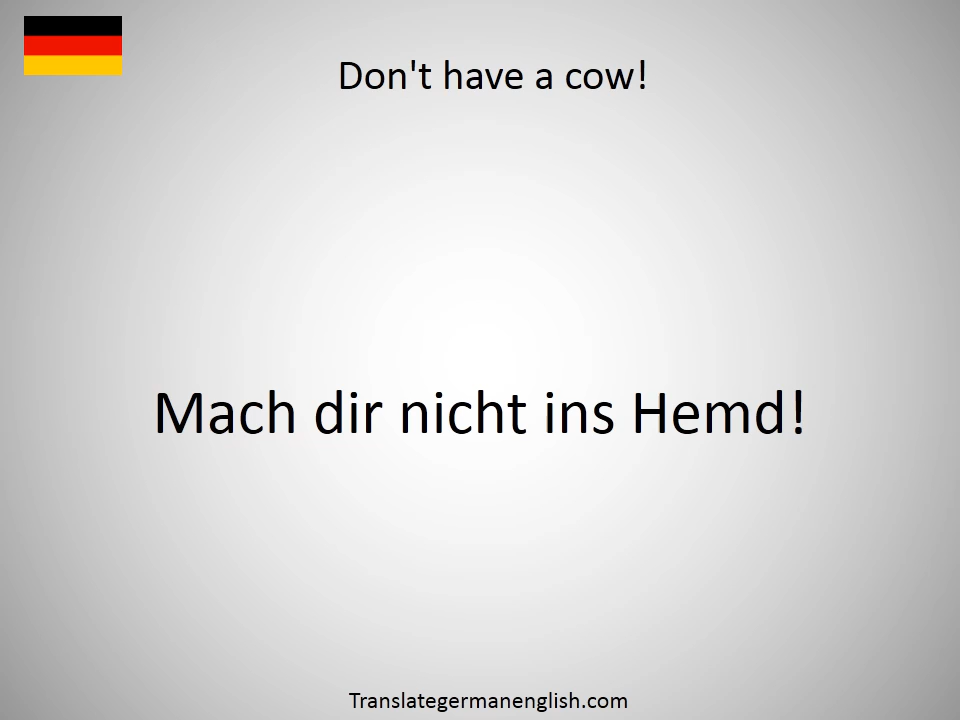 Don't have a cow!
Mach dir nicht ins Hemd!
Translategermanenglish.com